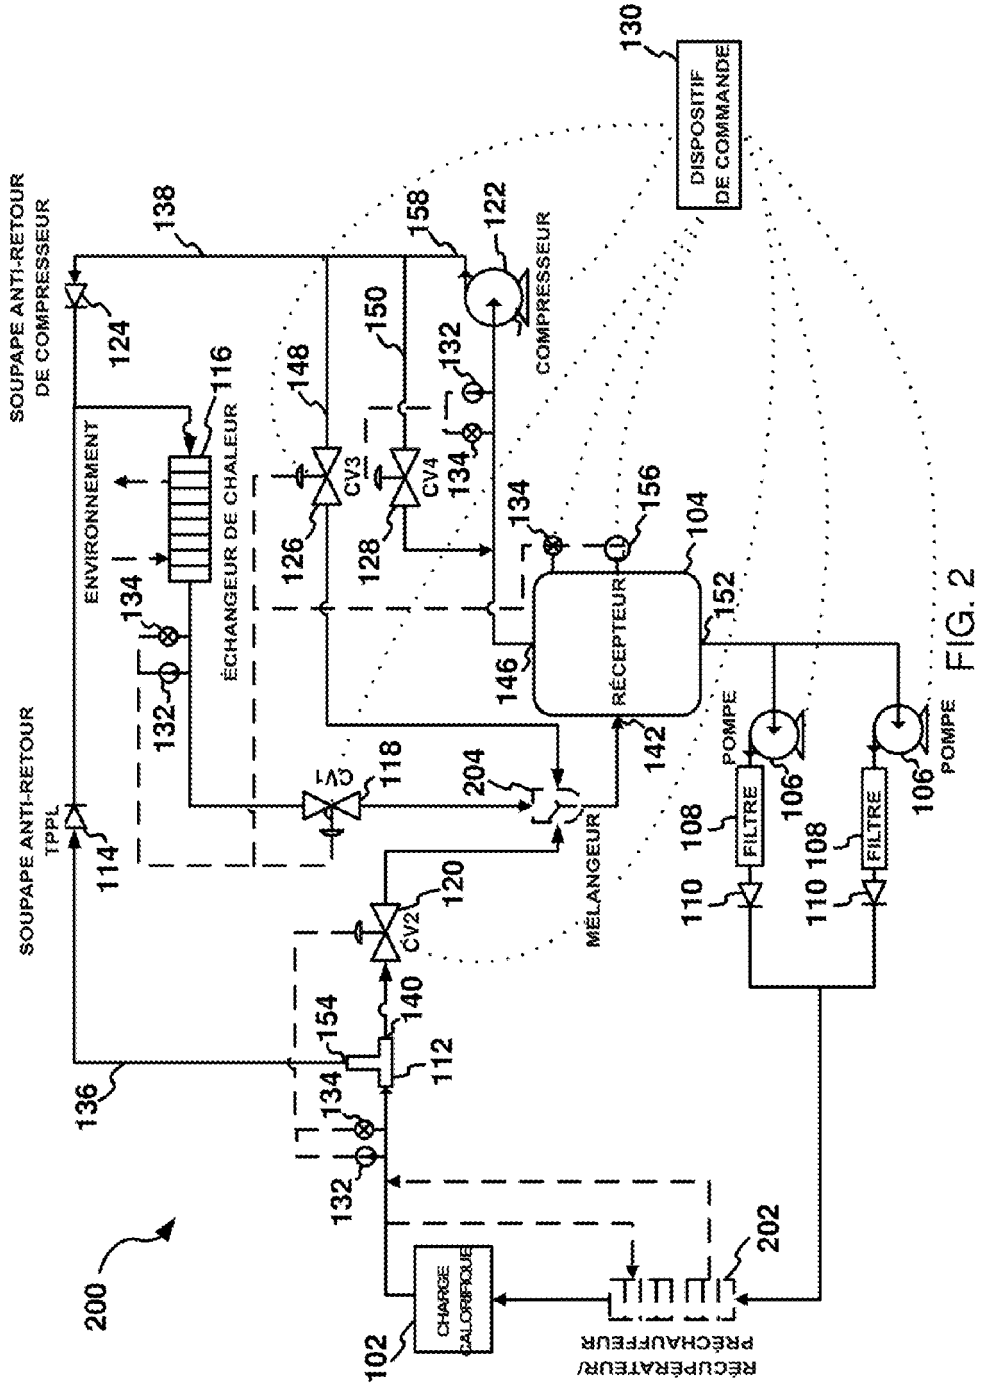 200
136
154
140
112
132
134
SOUPAPE ANTI-RETOUR
TPPL
114
SOUPAPE ANTI-RETOUR
DE COMPRESSEUR
124
138
ENVIRONNEMENT
116
ÉCHANGEUR DE CHALEUR
132
134
CV1
118
CV2
120
204
MÉLANGEUR
CV3
126
148
CV4
128
150
134
132
158
122
COMPRESSEUR
134
156
104
RÉCEPTEUR
146
142
152
130
DISPOSITIF
DE COMMANDE
POMPE
106
POMPE
106
108
FILTRE
108
FILTRE
110
110
102
CHARGE
CALORIFIQUE
202
RÉCUPÉRATEUR/
PRÉCHAUFFEUR
FIG. 2